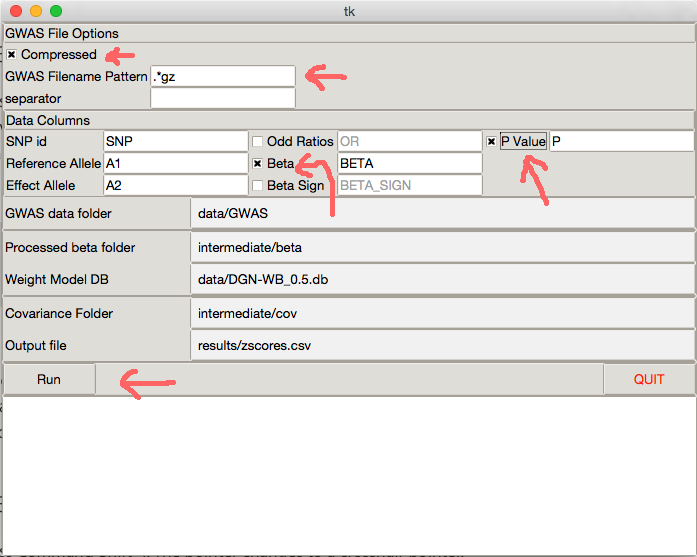 tk
GWAS File Options
Compressed
GWAS Filename Pattern .*gz
separator
Data Columns
SNP id SNP Odd Ratios OR P Value P
Reference Allele A1 Beta BETA
Effect Allele A2 Beta Sign BETA_SIGN
GWAS data folder data/GWAS
Processed beta folder intermediate/beta
Weight Model DB data/DGN-WB_0.5.db
Covariance Folder intermediate/cov
Output file results/zscores.csv
Run QUIT